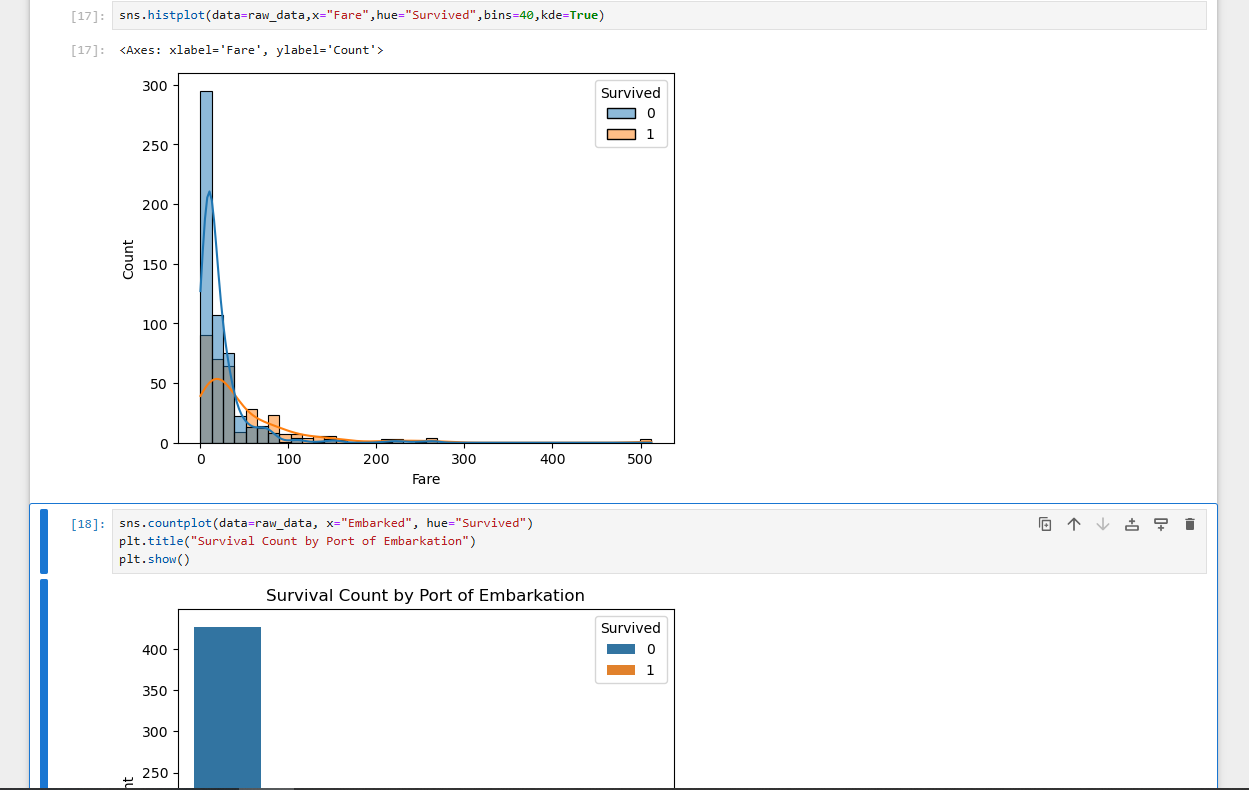 [17]: sns.histplot(data=raw_data,x="Fare",hue="Survived",bins=40,kde=True)
[17]: <Axes: xlabel='Fare', ylabel='Count'>
Survived
0
1
300
250
200
150
100
50
0
Count
0 100 200 300 400 500
Fare
[18]: sns.countplot(data=raw_data, x="Embarked", hue="Survived")
plt.title("Survival Count by Port of Embarkation")
plt.show()
Survival Count by Port of Embarkation
Survived
0
1
400
350
300
250
nt